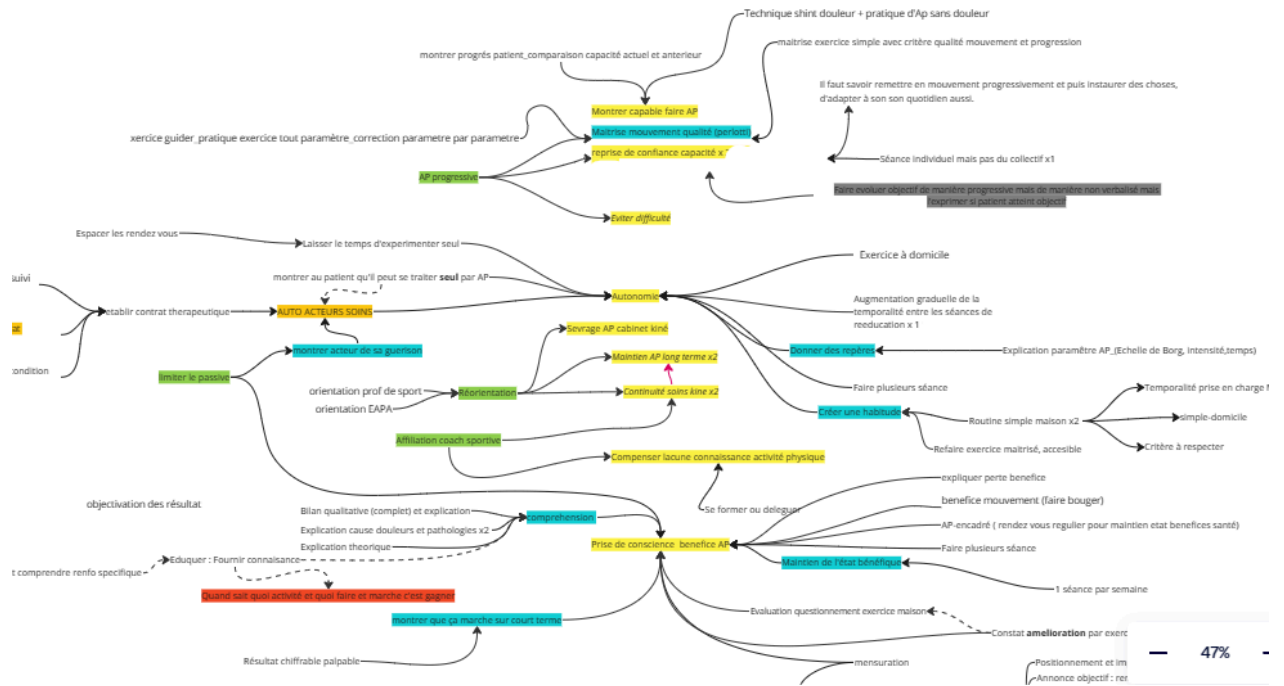 Technique shint douleur + pratique d'Ap sans douleur
maitrise exercice simple avec critère qualité mouvement et progression
montrer progrés patient_comparaison capacité actuel et anterieur
Il faut savoir remettre en mouvement progressivement et puis instaurer des choses,
d'adapter à son son quotidien aussi.
Montrer capable faire AP
Maitrise mouvement qualité (perlotti)
xercice guider_pratique exercice tout paramètre_correction parametre par parametre
reprise de confiance capacité x
Séance individuel mais pas du collectif x1
AP progressive
Faire evoluer objectif de manière progressive mais de manière non verbalisé mais
l'exprimer si patient atteint objectif
Eviter difficulté
Espacer les rendez vous
Laisser le temps d'experimenter seul
Exercice à domicile
montrer au patient qu'il peut se traiter seul par AP
suivi
Autonomie
Augmentation graduelle de la
temporalité entre les séances de
reeducation x 1
etablir contrat therapeutique
AUTO ACTEURS SOINS
at
Sevrage AP cabinet kiné
montrer acteur de sa guerison
Maintien AP long terme x2
Donner des repères
Explication paramêtre AP_(Echelle de Borg, intensité,temps)
condition
limiter le passive
orientation prof de sport
Réorientation
Continuité soins kine x2
Faire plusieurs séance
Temporalité prise en charge
orientation EAPA
Créer une habitude
Routine simple maison x2
simple-domicile
Affiliation coach sportive
Refaire exercice maitrisé, accesible
Critère à respecter
Compenser lacune connaissance activité physique
expliquer perte benefice
objectivation des résultat
Bilan qualitative (complet) et explication
Se former ou deleguer
benefice mouvement (faire bouger)
comprehension
Explication cause douleurs et pathologies x2
AP-encadré ( rendez vous regulier pour maintien etat benefices santé)
Explication theorique
Prise de conscience benefice AP
Faire plusieurs séance
Eduquer : Fournir connaisance
Maintien de l'état bénéfique
t comprendre renfo specifique
1 séance par semaine
Quand sait quoi activité et quoi faire et marche c'est gagner
montrer que ça marche sur court terme
Evaluation questionnement exercice maison
Constat amelioration par exerc
47%
Résultat chiffrable palpable
mensuration
Positionnement et im
Annonce objectif : rer